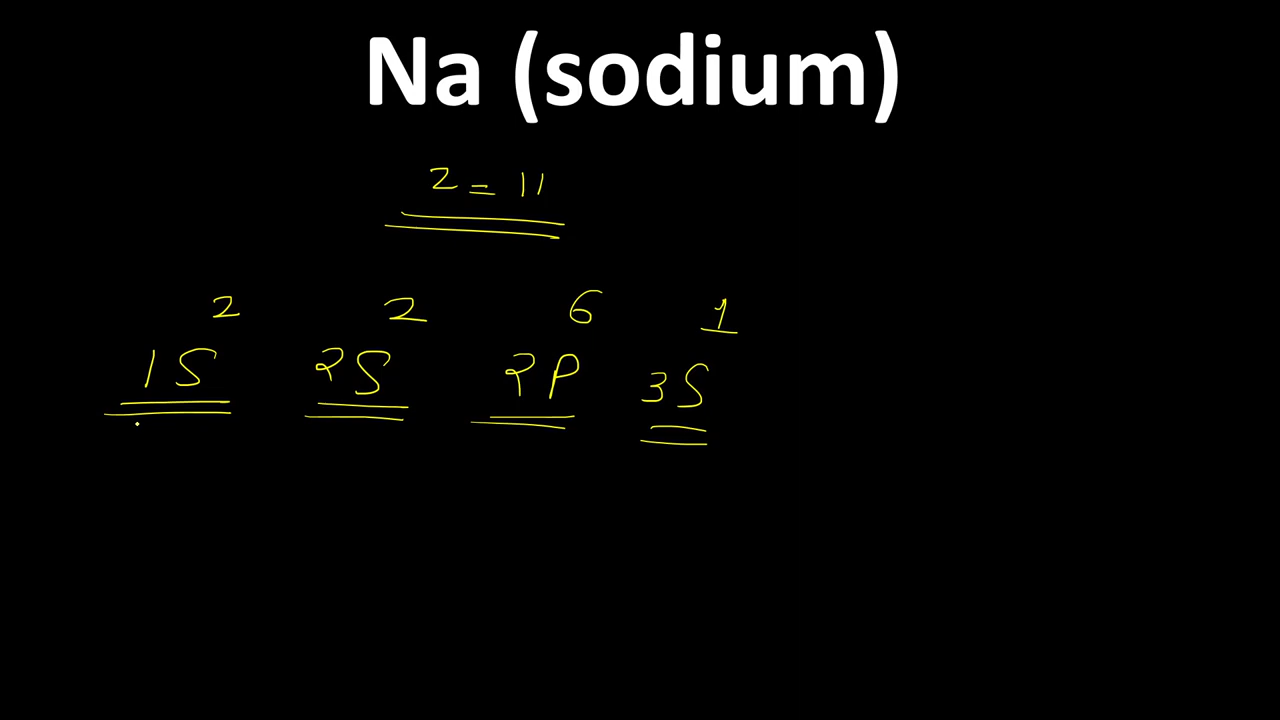 Na (sodium)
Z = 11
1S² 2S² 2P⁶ 3S¹